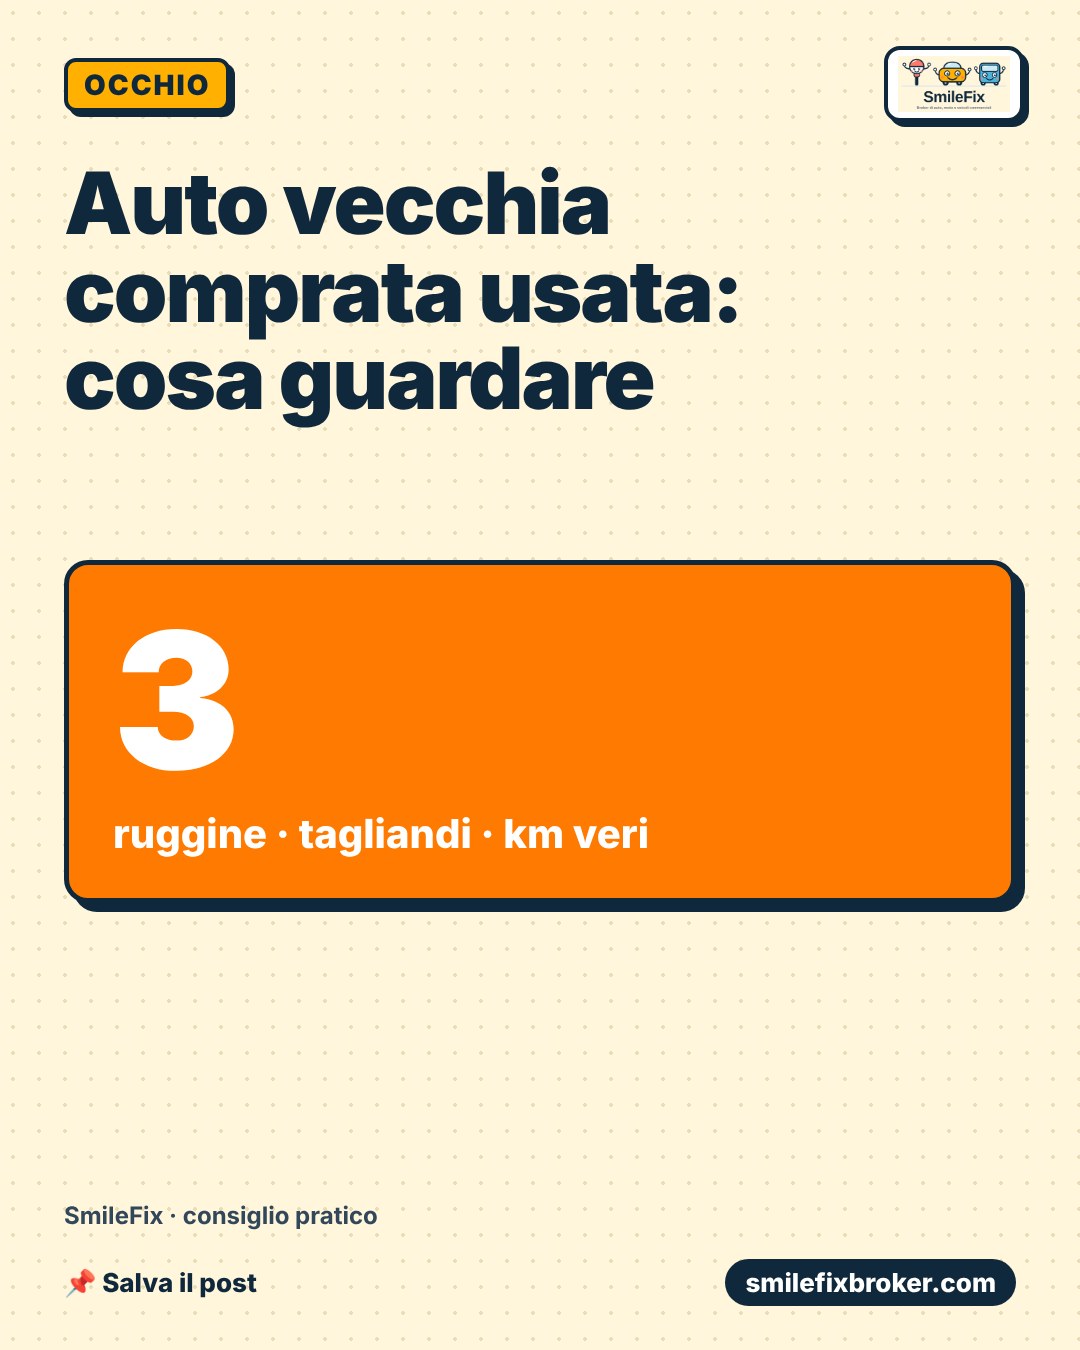 OCCHIO
SmileFix
Auto vecchia
comprata usata:
cosa guardare
3
ruggine · tagliandi · km veri
SmileFix · consiglio pratico
📌 Salva il post
smilefixbroker.com